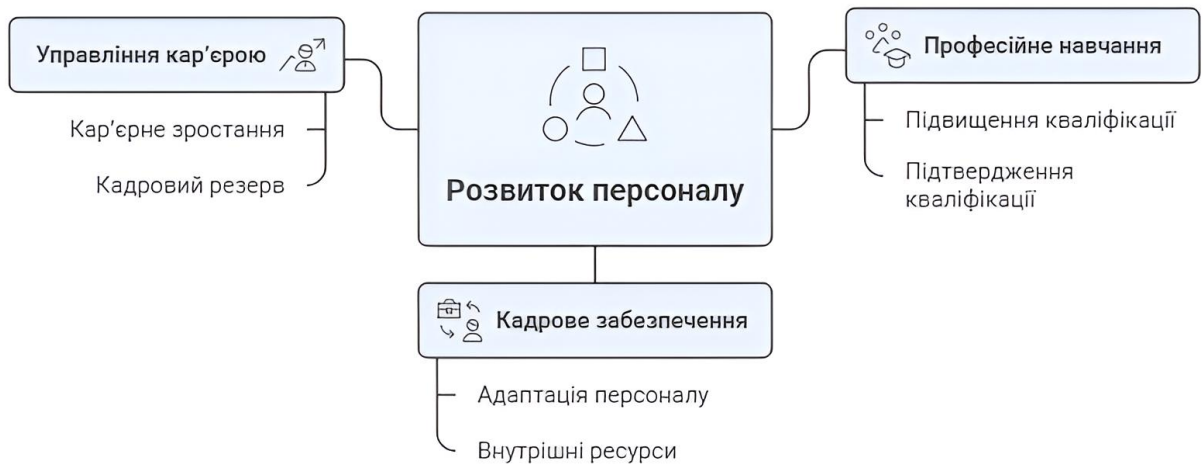 Управління кар’єрою
Кар’єрне зростання
Кадровий резерв
Розвиток персоналу
Професійне навчання
Підвищення кваліфікації
Підтвердження
кваліфікації
Кадрове забезпечення
Адаптація персоналу
Внутрішні ресурси